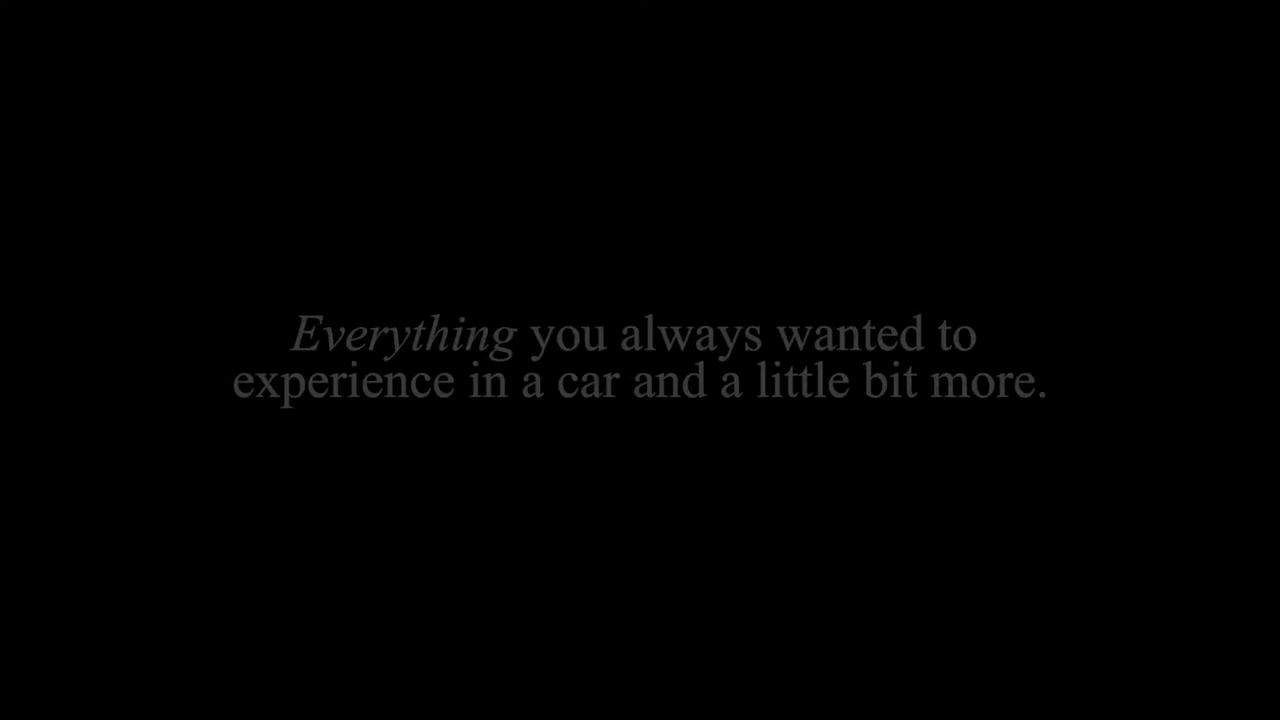 Everything you always wanted to
experience in a car and a little bit more.